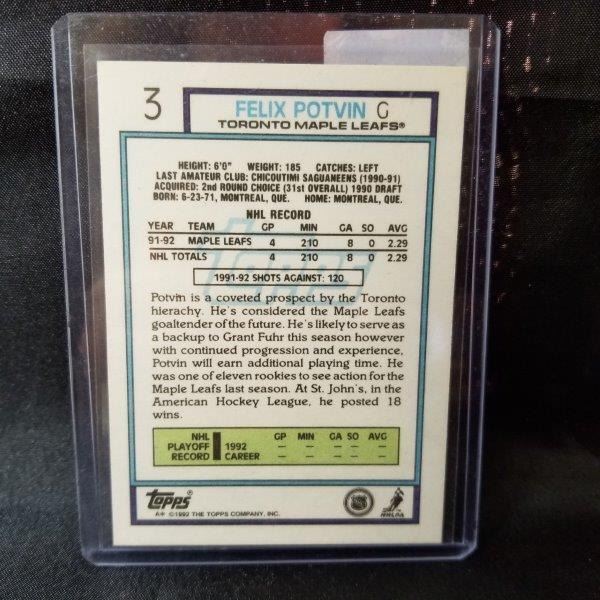 3 FELIX POTVIN G
TORONTO MAPLE LEAFS®
HEIGHT: 6'0" WEIGHT: 185 CATCHES: LEFT
LAST AMATEUR CLUB: CHICOUTIMI SAGUANEENS (1990-91)
ACQUIRED: 2nd ROUND CHOICE (31st OVERALL) 1990 DRAFT
BORN: 6-23-71, MONTREAL, QUE. HOME: MONTREAL, QUE.
NHL RECORD
YEAR TEAM GP MIN GA SO AVG
91-92 MAPLE LEAFS 4 210 8 0 2.29
NHL TOTALS 4 210 8 0 2.29
1991-92 SHOTS AGAINST: 120
Potvin is a coveted prospect by the Toronto
hierachy. He's considered the Maple Leafs
goaltender of the future. He's likely to serve as
a backup to Grant Fuhr this season however
with continued progression and experience,
Potvin will earn additional playing time. He
was one of eleven rookies to see action for the
Maple Leafs last season. At St. John's, in the
American Hockey League, he posted 18
wins.
NHL GP MIN GA SO AVG
PLAYOFF 1992 – – – – –
RECORD CAREER – – – – –
TOPPS®
A* ©1992 THE TOPPS COMPANY, INC.
NHL
NHLPA